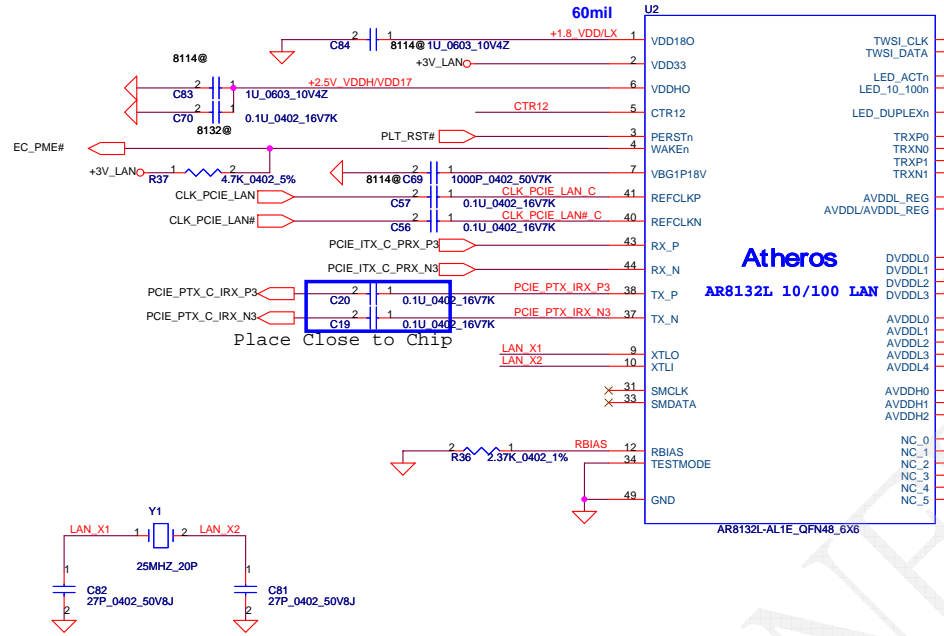 60mil
U2
C84 2 1 8114@ 1U_0603_10V4Z +1.8_VDD/LX 1 VDD18O TWSI_CLK
TWSI_DATA
8114@
+3V_LAN 2 VDD33
LED_ACTn
C83 2 1 1U_0603_10V4Z +2.5V_VDDH/VDD17 6 VDDHO LED_10_100n
C70 2 1 0.1U_0402_16V7K CTR12 5 CTR12 LED_DUPLEXn
8132@
PLT_RST# 3 PERSTn TRXP0
EC_PME# 4 WAKEn TRXN0
TRXP1
+3V_LAN R37 1 2 4.7K_0402_5% 8114@ C69 2 1 1000P_0402_50V7K 7 VBG1P18V TRXN1
CLK_PCIE_LAN C57 2 1 0.1U_0402_16V7K CLK_PCIE_LAN_C 41 REFCLKP AVDDL_REG
AVDDL/AVDDL_REG
CLK_PCIE_LAN# C56 2 1 0.1U_0402_16V7K CLK_PCIE_LAN#_C 40 REFCLKN
PCIE_ITX_C_PRX_P3 43 RX_P
Atheros
DVDDL0
PCIE_ITX_C_PRX_N3 44 RX_N DVDDL1
DVDDL2
PCIE_PTX_C_IRX_P3 C20 2 1 0.1U_0402_16V7K PCIE_PTX_IRX_P3 38 TX_P AR8132L 10/100 LAN DVDDL3
PCIE_PTX_C_IRX_N3 C19 2 1 0.1U_0402_16V7K PCIE_PTX_IRX_N3 37 TX_N AVDDL0
AVDDL1
Place Close to Chip
AVDDL2
LAN_X1 9 XTLO AVDDL3
LAN_X2 10 XTLI AVDDL4
31 SMCLK AVDDH0
33 SMDATA AVDDH1
AVDDH2
NC_0
R36 2 1 2.37K_0402_1% RBIAS 12 RBIAS NC_1
34 TESTMODE NC_2
NC_3
NC_4
49 GND NC_5
AR8132L-AL1E_QFN48_6X6
Y1
LAN_X1 1 2 LAN_X2
25MHZ_20P
1 1
C82 C81
27P_0402_50V8J 27P_0402_50V8J
2 2